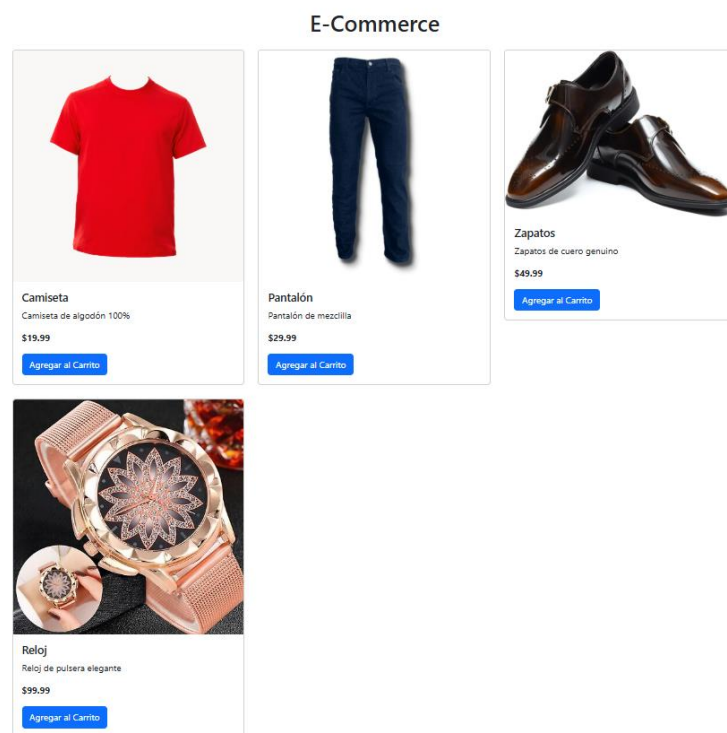 E-Commerce
Camiseta
Camiseta de algodón 100%
$19.99
Agregar al Carrito
Pantalón
Pantalón de mezclilla
$29.99
Agregar al Carrito
Zapatos
Zapatos de cuero genuino
$49.99
Agregar al Carrito
Reloj
Reloj de pulsera elegante
$99.99
Agregar al Carrito